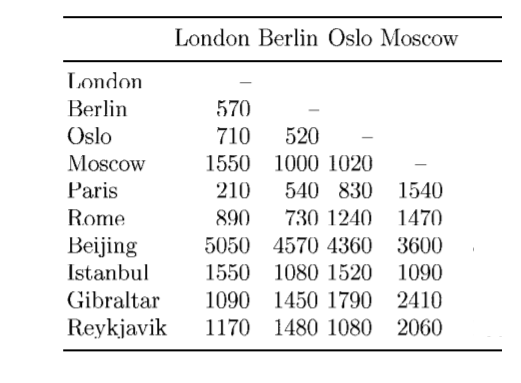 London Berlin Oslo Moscow
London –
Berlin 570 –
Oslo 710 520 –
Moscow 1550 1000 1020 –
Paris 210 540 830 1540
Rome 890 730 1240 1470
Beijing 5050 4570 4360 3600
Istanbul 1550 1080 1520 1090
Gibraltar 1090 1450 1790 2410
Reykjavik 1170 1480 1080 2060